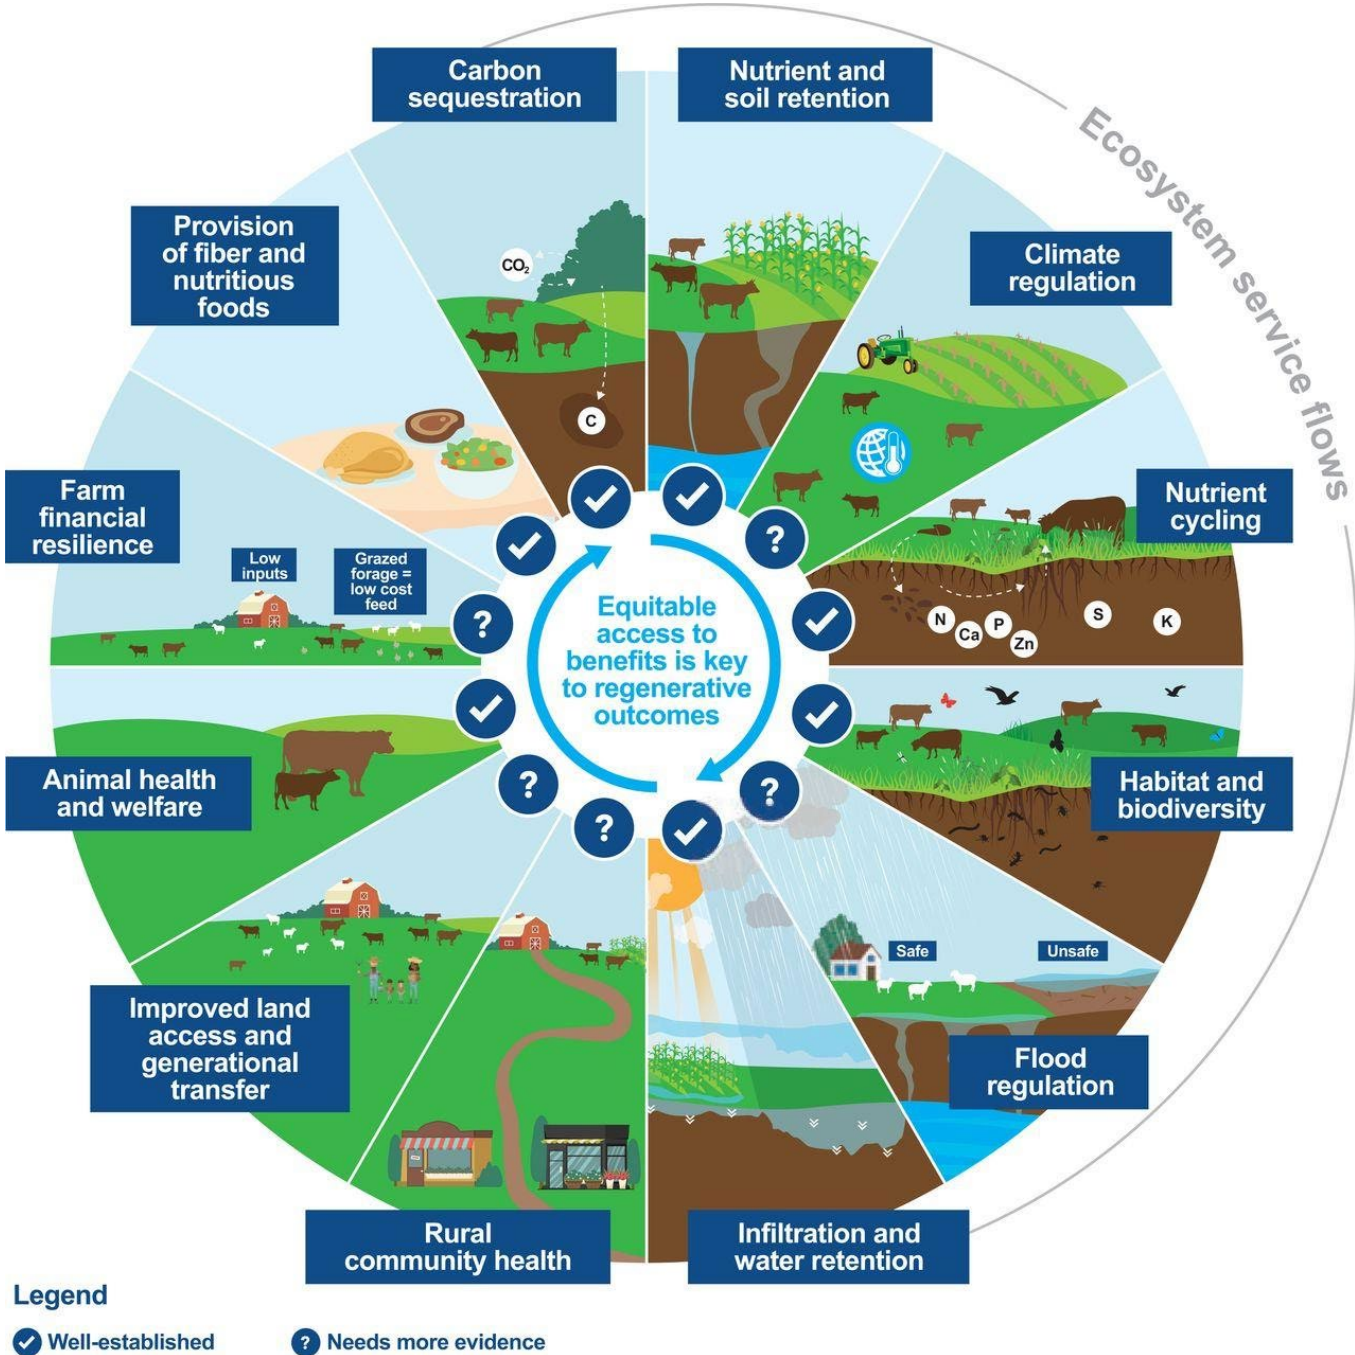 Carbon
sequestration
Nutrient and
soil retention
Ecosystem service flows
Provision
of fiber and
nutritious
foods
Climate
regulation
CO₂
C
Farm
financial
resilience
Low
inputs
Grazed
forage =
low cost
feed
Nutrient
cycling
N
Ca
P
Zn
S
K
Equitable
access to
benefits is key
to regenerative
outcomes
Animal health
and welfare
Habitat and
biodiversity
Safe
Unsafe
Improved land
access and
generational
transfer
Flood
regulation
Rural
community health
Infiltration and
water retention
Legend
Well-established
? Needs more evidence
?
?
?
?
?